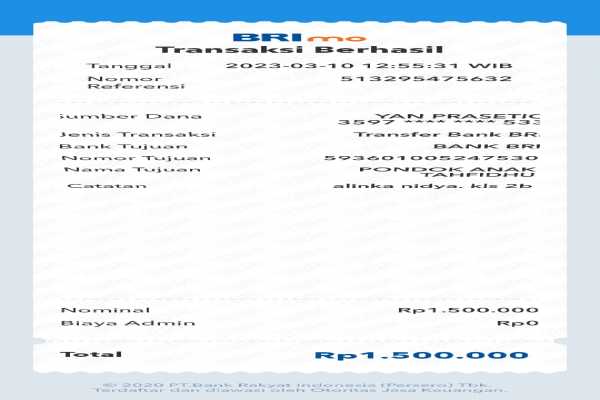 BRImo
Transaksi Berhasil
Tanggal 2023-03-10 12:55:31 WIB
Nomor 513295475632
Referensi
Sumber Dana YAN PRASETIC
3597 **** **** 533
Jenis Transaksi Transfer Bank BR
Bank Tujuan BANK BRI
Nomor Tujuan 593601005247530
Nama Tujuan PONDOK ANAK
TAHFIDHU
Catatan alinka nidya. kls 2b
Nominal Rp1.500.000
Biaya Admin Rp0
Total Rp1.500.000
© 2020 PT.Bank Rakyat Indonesia (Persero) Tbk.
Terdaftar dan diawasi oleh Otoritas Jasa Keuangan.